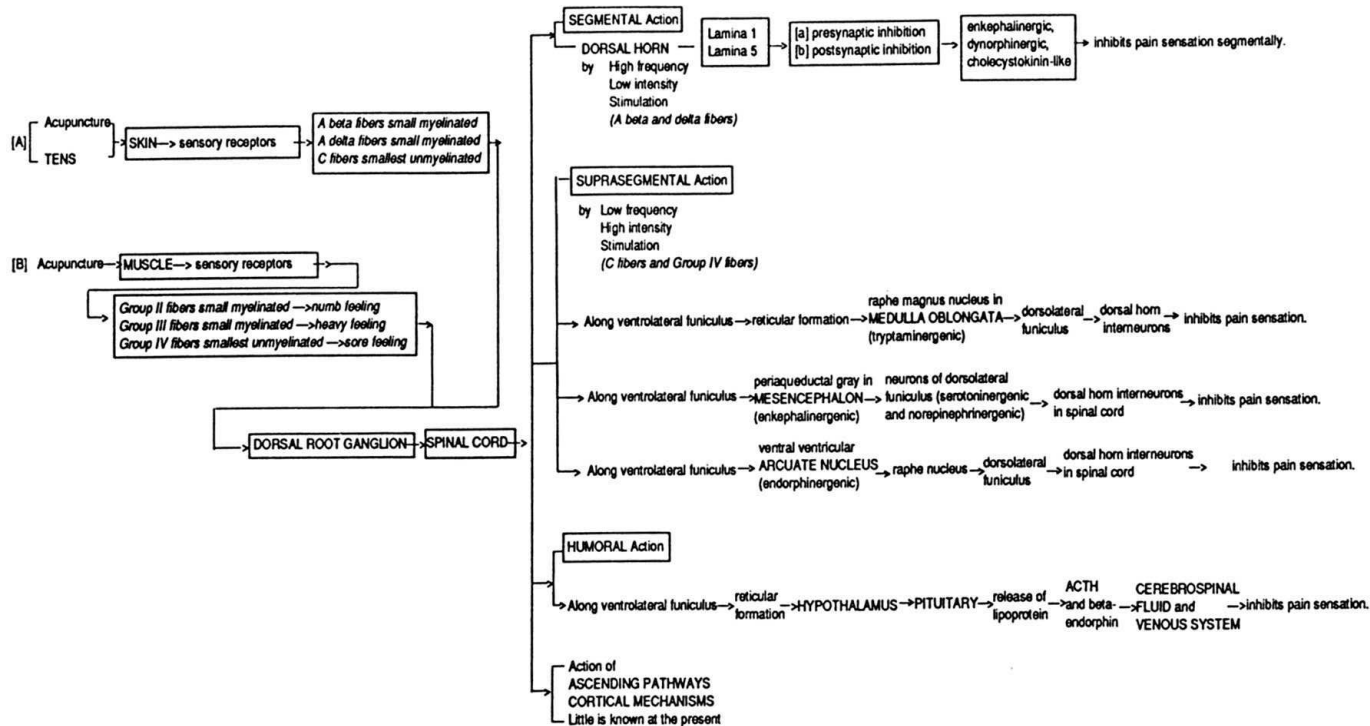 [A]
Acupuncture
TENS
SKIN → sensory receptors
A beta fibers small myelinated
A delta fibers small myelinated
C fibers smallest unmyelinated
[B] Acupuncture → MUSCLE → sensory receptors
Group II fibers small myelinated → numb feeling
Group III fibers small myelinated → heavy feeling
Group IV fibers smallest unmyelinated → sore feeling
DORSAL ROOT GANGLION → SPINAL CORD
SEGMENTAL Action
DORSAL HORN
by High frequency
Low intensity
Stimulation
(A beta and delta fibers)
Lamina 1
Lamina 5
[a] presynaptic inhibition
[b] postsynaptic inhibition
enkephalinergic,
dynorphinergic,
cholecystokinin-like
inhibits pain sensation segmentally.
SUPRASEGMENTAL Action
by Low frequency
High intensity
Stimulation
(C fibers and Group IV fibers)
Along ventrolateral funiculus → reticular formation
raphe magnus nucleus in
MEDULLA OBLONGATA
(tryptaminergic)
dorsolateral
funiculus
dorsal horn
interneurons
inhibits pain sensation.
Along ventrolateral funiculus
periaqueductal gray in
MESENCEPHALON
(enkephalinergic)
neurons of dorsolateral
funiculus (serotoninergic
and norepinephrinergic)
dorsal horn interneurons
in spinal cord
inhibits pain sensation.
Along ventrolateral funiculus
ventral ventricular
ARCUATE NUCLEUS
(endorphinergic)
raphe nucleus
dorsolateral
funiculus
dorsal horn interneurons
in spinal cord
inhibits pain sensation.
HUMORAL Action
Along ventrolateral funiculus
reticular
formation
HYPOTHALAMUS → PITUITARY
release of
lipoprotein
ACTH
and beta-
endorphin
CEREBROSPINAL
FLUID and
VENOUS SYSTEM
inhibits pain sensation.
Action of
ASCENDING PATHWAYS
CORTICAL MECHANISMS
Little is known at the present